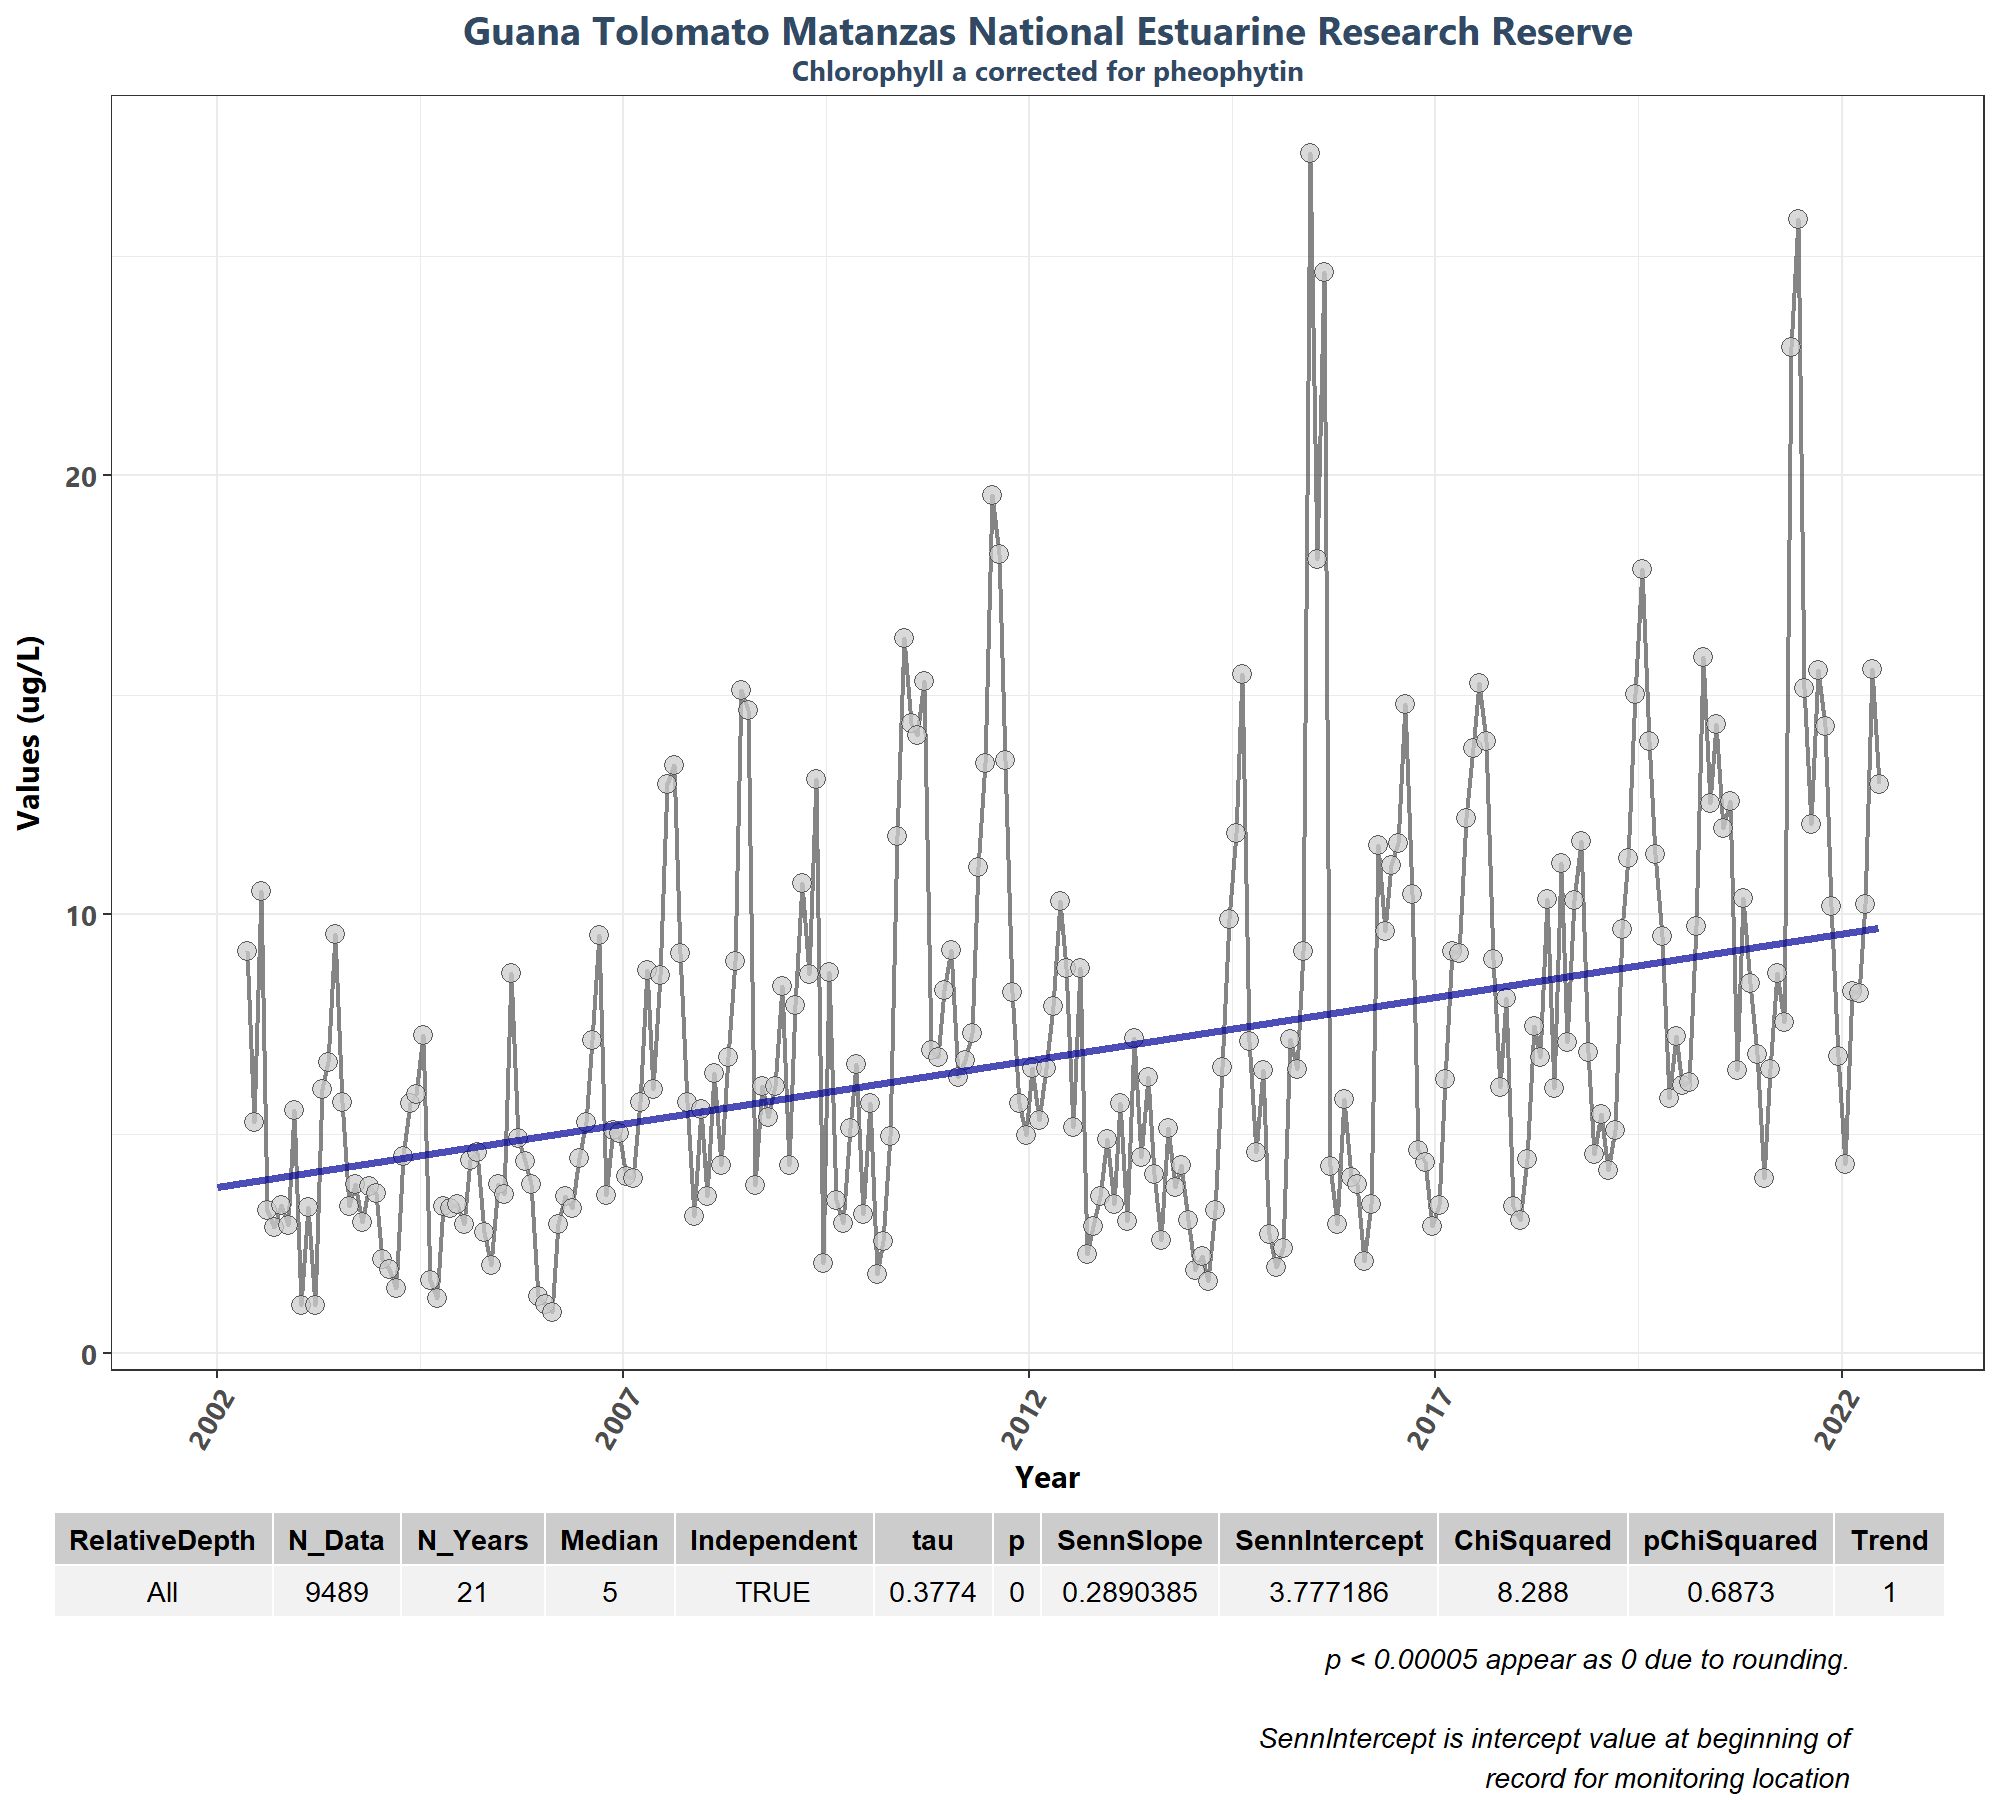 Guana Tolomato Matanzas National Estuarine Research Reserve
Chlorophyll a corrected for pheophytin
Values (ug/L)
20
10
0
2002 2007 2012 2017 2022
Year
RelativeDepth N_Data N_Years Median Independent tau p SennSlope SennIntercept ChiSquared pChiSquared Trend
All 9489 21 5 TRUE 0.3774 0 0.2890385 3.777186 8.288 0.6873 1
p < 0.00005 appear as 0 due to rounding.
SennIntercept is intercept value at beginning of
record for monitoring location